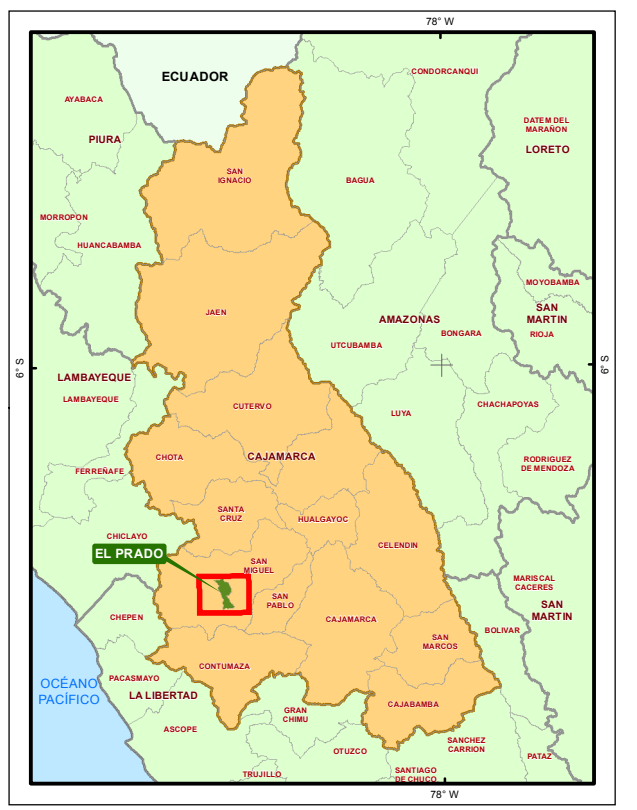 78° W
ECUADOR
CONDORCANQUI
AYABACA
DATEM DEL
MARAÑON
PIURA
LORETO
SAN
IGNACIO
BAGUA
MORROPON
HUANCABAMBA
MOYOBAMBA
SAN
MARTIN
JAEN
AMAZONAS
BONGARA
RIOJA
UTCUBAMBA
6° S
6° S
LAMBAYEQUE
LAMBAYEQUE
CUTERVO
LUYA
CHACHAPOYAS
CHOTA
CAJAMARCA
FERREÑAFE
RODRIGUEZ
DE MENDOZA
SANTA
CRUZ
HUALGAYOC
CHICLAYO
CELENDIN
EL PRADO
SAN
MIGUEL
MARISCAL
CACERES
SAN
PABLO
SAN
MARTIN
CHEPEN
CAJAMARCA
BOLIVAR
SAN
MARCOS
CONTUMAZA
OCÉANO
PACÍFICO
PACASMAYO
LA LIBERTAD
CAJABAMBA
GRAN
CHIMU
ASCOPE
SANCHEZ
CARRION
OTUZCO
PATAZ
TRUJILLO
SANTIAGO
DE CHUCO
78° W